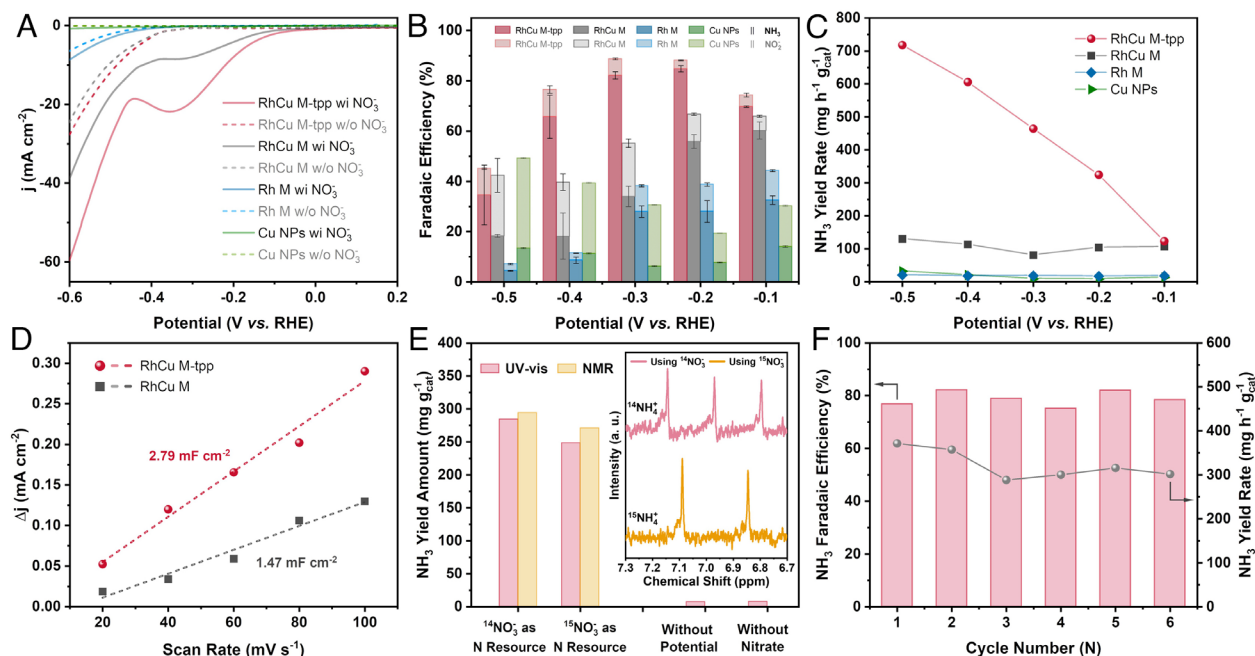 A
0
-20
-40
-60
j (mA cm⁻²)
RhCu M-tpp wi NO₃⁻
RhCu M-tpp w/o NO₃⁻
RhCu M wi NO₃⁻
RhCu M w/o NO₃⁻
Rh M wi NO₃⁻
Rh M w/o NO₃⁻
Cu NPs wi NO₃⁻
Cu NPs w/o NO₃⁻
-0.6 -0.4 -0.2 0.0 0.2
Potential (V vs. RHE)
B
RhCu M-tpp RhCu M Rh M Cu NPs || NH₃
RhCu M-tpp RhCu M Rh M Cu NPs || NO₂⁻
100
80
60
40
20
0
Faradaic Efficiency (%)
-0.5 -0.4 -0.3 -0.2 -0.1
Potential (V vs. RHE)
C
800
700
600
500
400
300
200
100
0
NH₃ Yield Rate (mg h⁻¹ g⁻¹cat)
RhCu M-tpp
RhCu M
Rh M
Cu NPs
-0.5 -0.4 -0.3 -0.2 -0.1
Potential (V vs. RHE)
D
0.30
0.25
0.20
0.15
0.10
0.05
0.00
Δj (mA cm⁻²)
RhCu M-tpp
RhCu M
2.79 mF cm⁻²
1.47 mF cm⁻²
20 40 60 80 100
Scan Rate (mV s⁻¹)
E
400
350
300
250
200
150
100
50
0
NH₃ Yield Amount (mg g⁻¹cat)
UV-vis NMR
Using ¹⁴NO₃⁻ Using ¹⁵NO₃⁻
¹⁴NH₄⁺
¹⁵NH₄⁺
Intensity (a. u.)
7.3 7.2 7.1 7.0 6.9 6.8 6.7
Chemical Shift (ppm)
¹⁴NO₃⁻ as ¹⁵NO₃⁻ as Without Without
N Resource N Resource Potential Nitrate
F
100
80
60
40
20
0
NH₃ Faradaic Efficiency (%)
600
500
400
300
200
100
0
NH₃ Yield Rate (mg h⁻¹ g⁻¹cat)
1 2 3 4 5 6
Cycle Number (N)